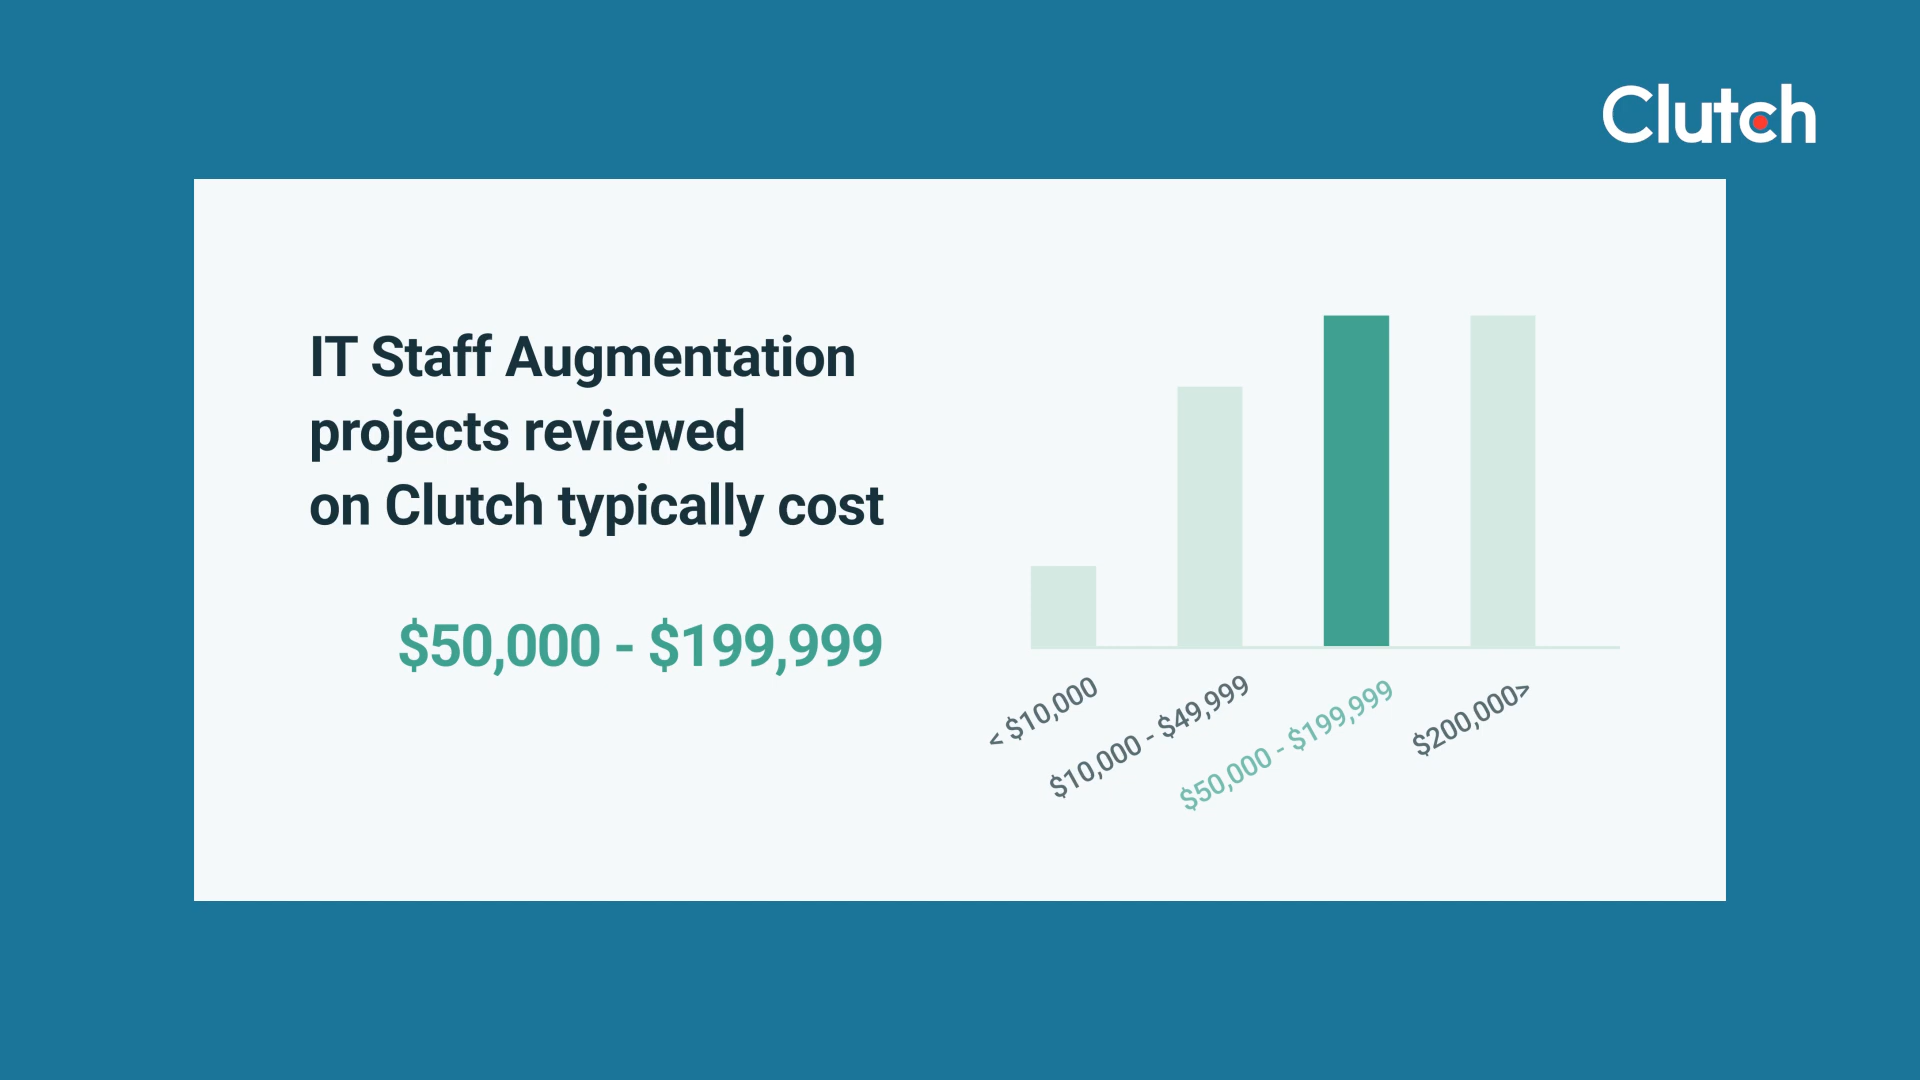 Clutch
IT Staff Augmentation
projects reviewed
on Clutch typically cost
$50,000 - $199,999
< $10,000
$10,000 - $49,999
$50,000 - $199,999
$200,000>